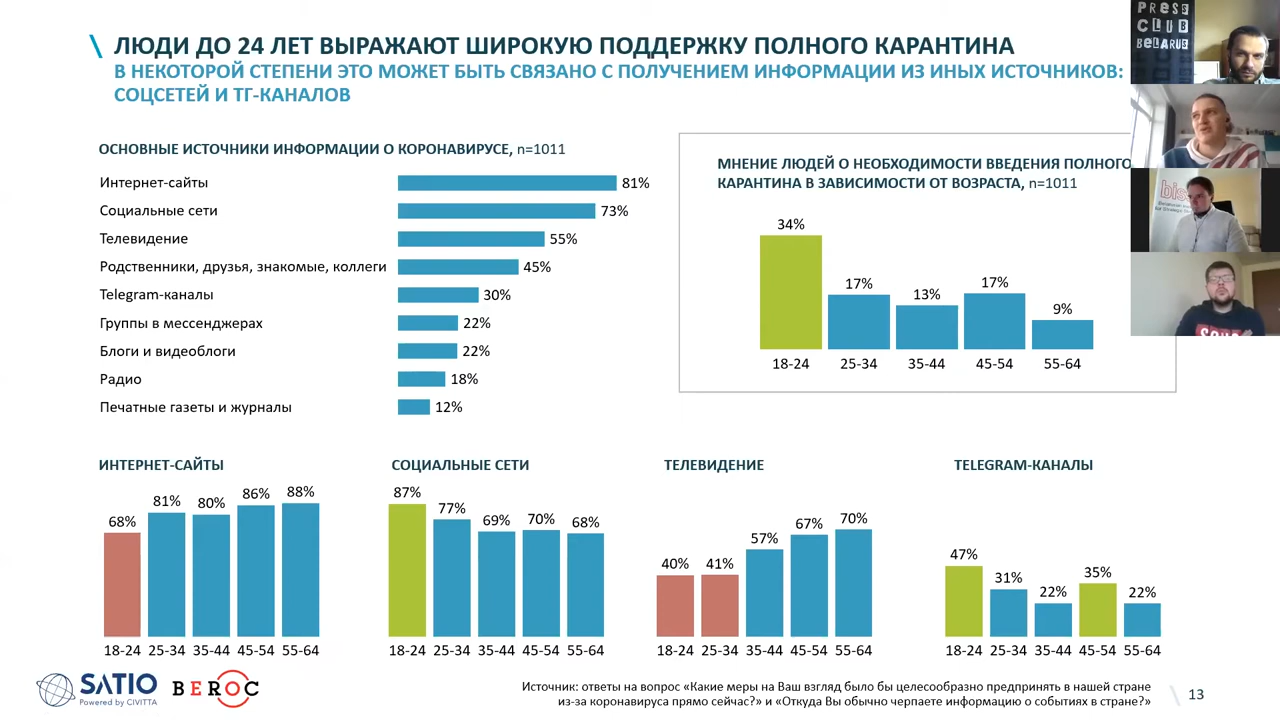 ЛЮДИ ДО 24 ЛЕТ ВЫРАЖАЮТ ШИРОКУЮ ПОДДЕРЖКУ ПОЛНОГО КАРАНТИНА
В НЕКОТОРОЙ СТЕПЕНИ ЭТО МОЖЕТ БЫТЬ СВЯЗАНО С ПОЛУЧЕНИЕМ ИНФОРМАЦИИ ИЗ ИНЫХ ИСТОЧНИКОВ:
СОЦСЕТЕЙ И ТГ-КАНАЛОВ
PRESS
CLUB
BELARUS
ОСНОВНЫЕ ИСТОЧНИКИ ИНФОРМАЦИИ О КОРОНАВИРУСЕ, n=1011
Интернет-сайты 81%
Социальные сети 73%
Телевидение 55%
Родственники, друзья, знакомые, коллеги 45%
Telegram-каналы 30%
Группы в мессенджерах 22%
Блоги и видеоблоги 22%
Радио 18%
Печатные газеты и журналы 12%
МНЕНИЕ ЛЮДЕЙ О НЕОБХОДИМОСТИ ВВЕДЕНИЯ ПОЛНОГО
КАРАНТИНА В ЗАВИСИМОСТИ ОТ ВОЗРАСТА, n=1011
34% 17% 13% 17% 9%
18-24 25-34 35-44 45-54 55-64
ИНТЕРНЕТ-САЙТЫ
68% 81% 80% 86% 88%
18-24 25-34 35-44 45-54 55-64
СОЦИАЛЬНЫЕ СЕТИ
87% 77% 69% 70% 68%
18-24 25-34 35-44 45-54 55-64
ТЕЛЕВИДЕНИЕ
40% 41% 57% 67% 70%
18-24 25-34 35-44 45-54 55-64
TELEGRAM-КАНАЛЫ
47% 31% 22% 35% 22%
18-24 25-34 35-44 45-54 55-64
SATIO
Powered by CIVITTA
BEROC
Источник: ответы на вопрос «Какие меры на Ваш взгляд было бы целесообразно предпринять в нашей стране
из-за коронавируса прямо сейчас?» и «Откуда Вы обычно черпаете информацию о событиях в стране?»
13